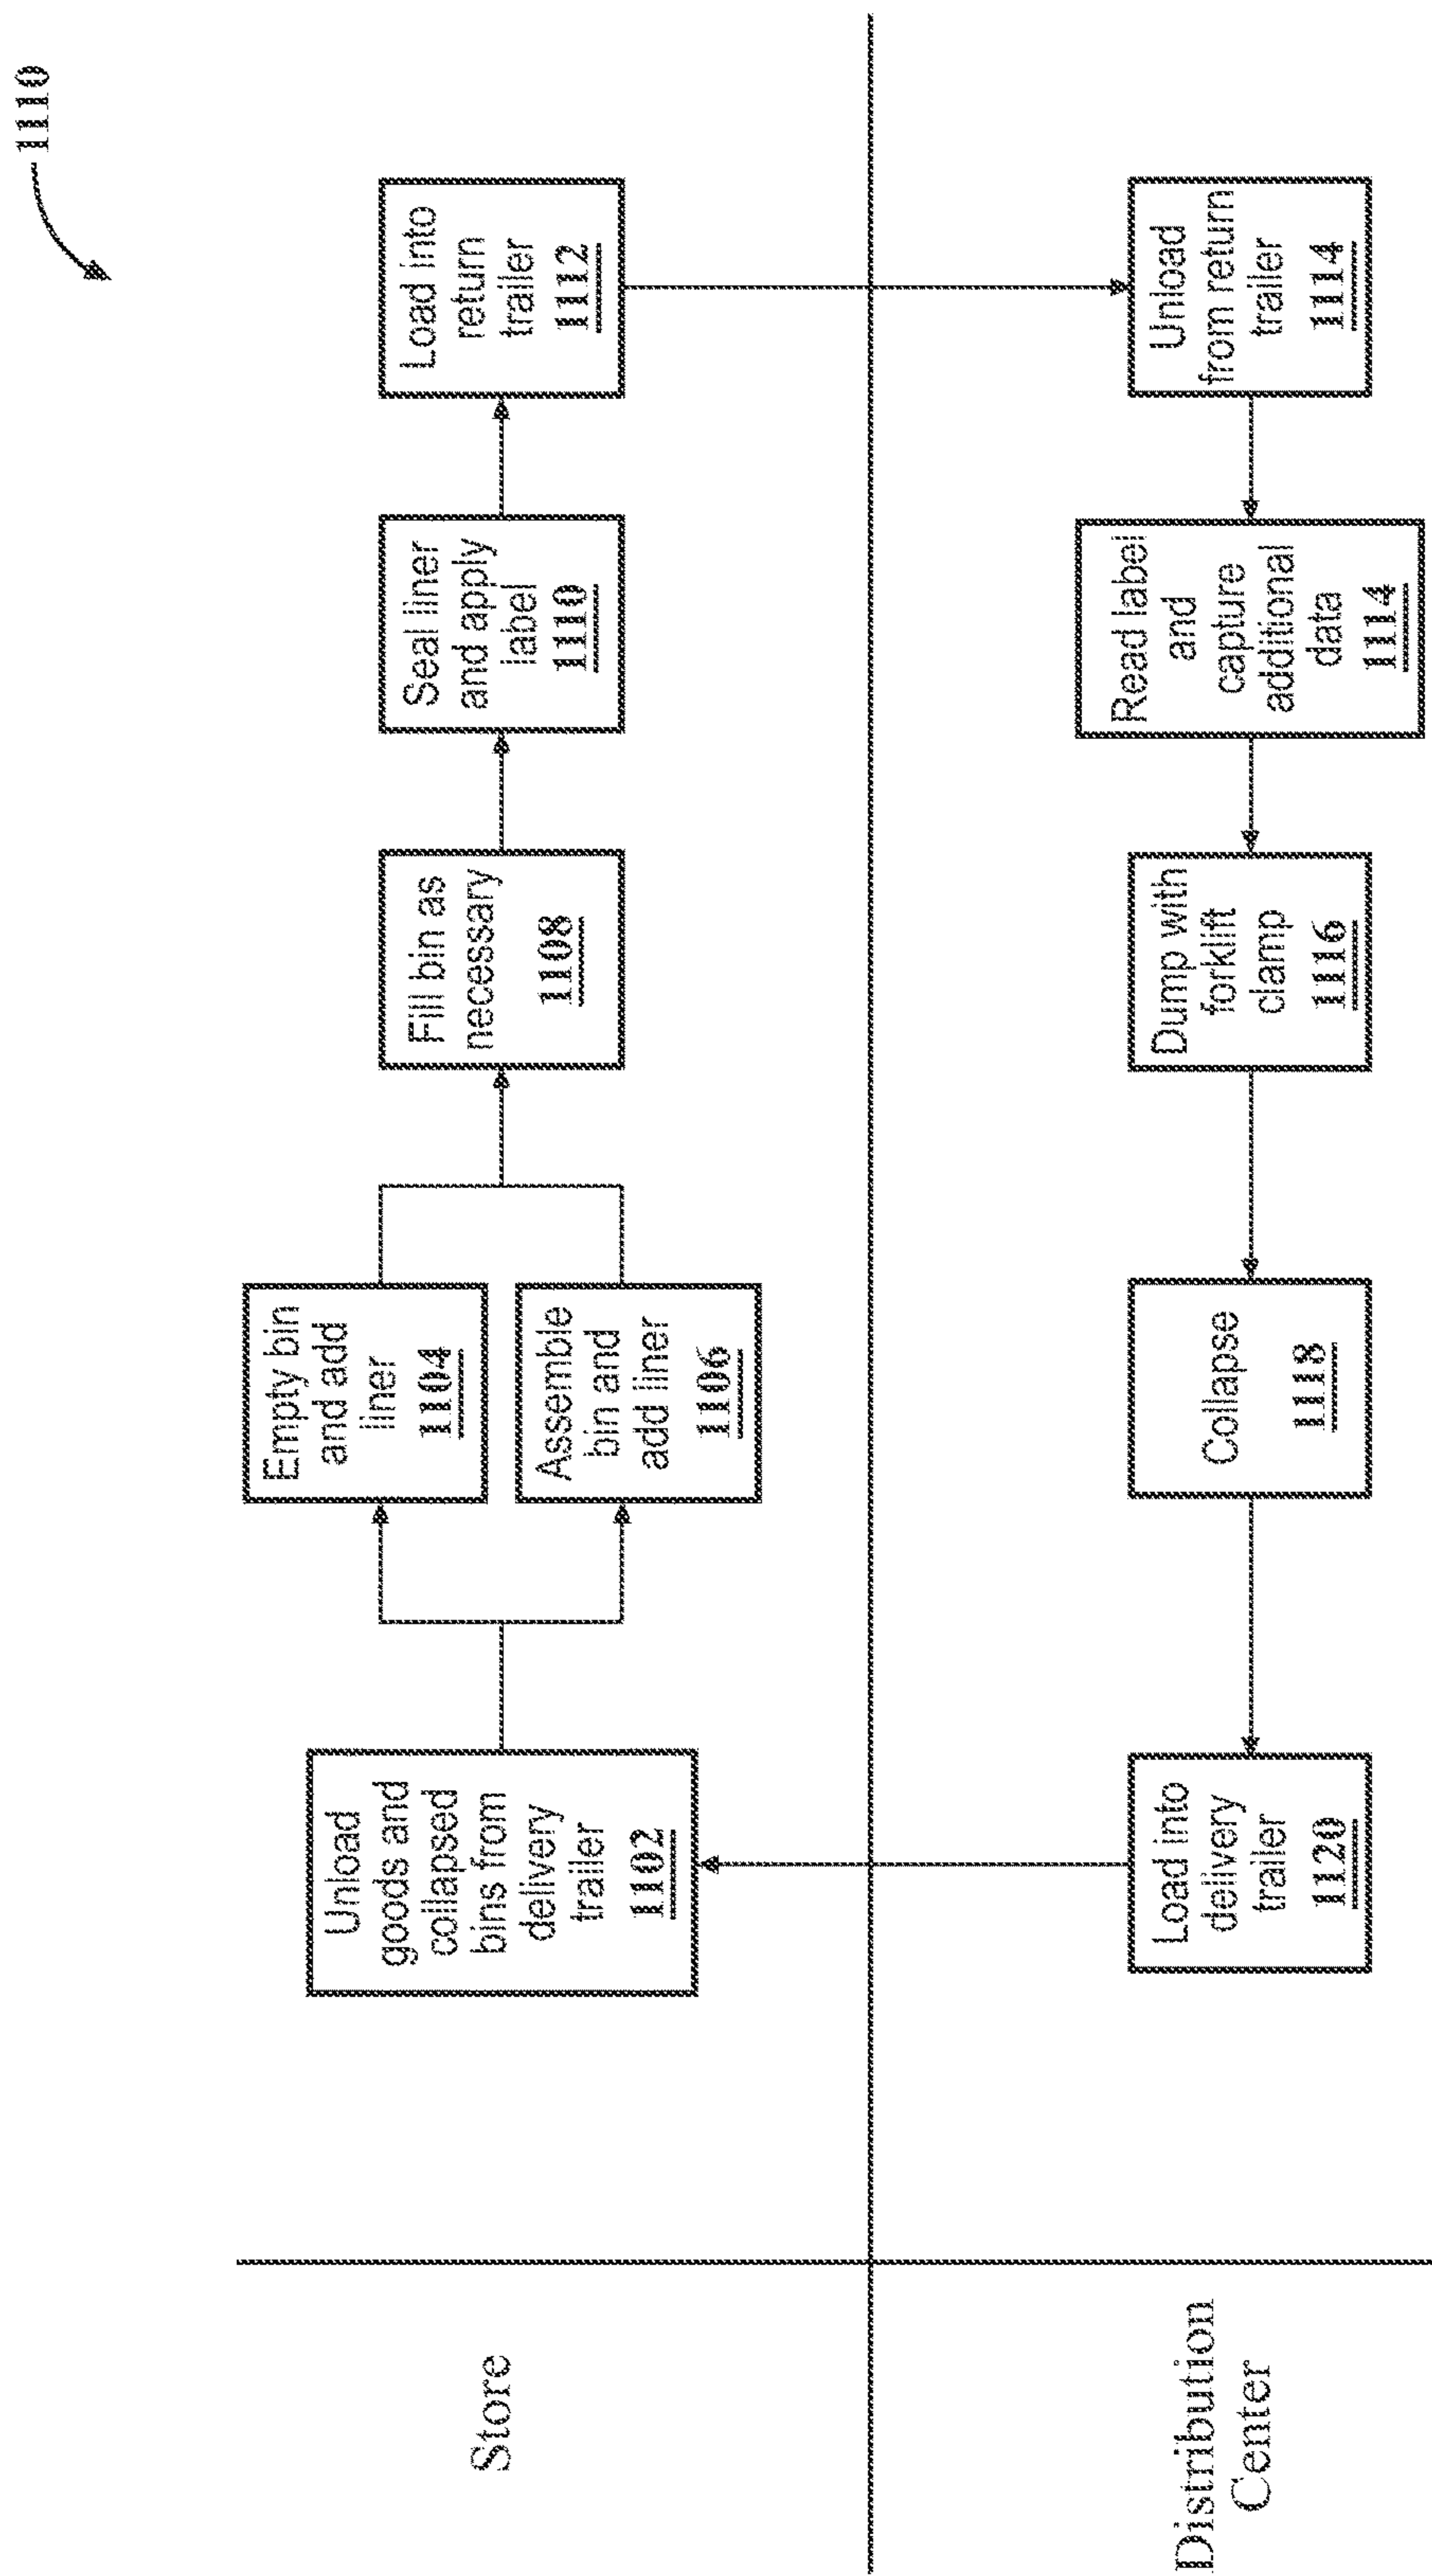 1110
Store
Unload
goods and
collapsed
bins from
delivery
trailer
1102
Empty bin
and add
liner
1104
Assemble
bin and
add liner
1106
Fill bin as
necessary
1108
Seal liner
and apply
label
1110
Load into
return
trailer
1112
Distribution
Center
Load into
delivery
trailer
1120
Collapse
1118
Dump with
forklift
clamp
1116
Read label
and
capture
additional
data
1114
Unload
from return
trailer
1114